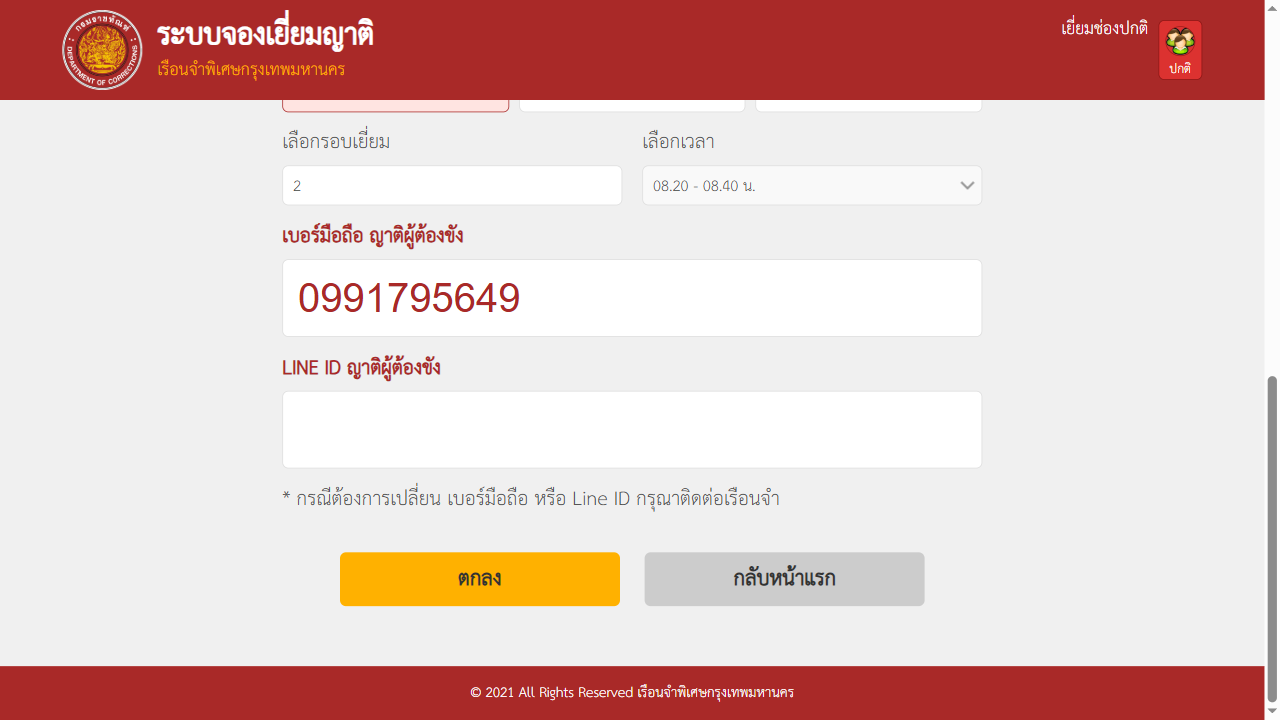 กรมราชทัณฑ์
DEPARTMENT OF CORRECTIONS
ระบบจองเยี่ยมญาติ
เรือนจำพิเศษกรุงเทพมหานคร
เยี่ยมช่องปกติ
ปกติ
เลือกรอบเยี่ยม
เลือกเวลา
2
08.20 - 08.40 น.
เบอร์มือถือ ญาติผู้ต้องขัง
0991795649
LINE ID ญาติผู้ต้องขัง
* กรณีต้องการเปลี่ยน เบอร์มือถือ หรือ Line ID กรุณาติดต่อเรือนจำ
ตกลง
กลับหน้าแรก
© 2021 All Rights Reserved เรือนจำพิเศษกรุงเทพมหานคร